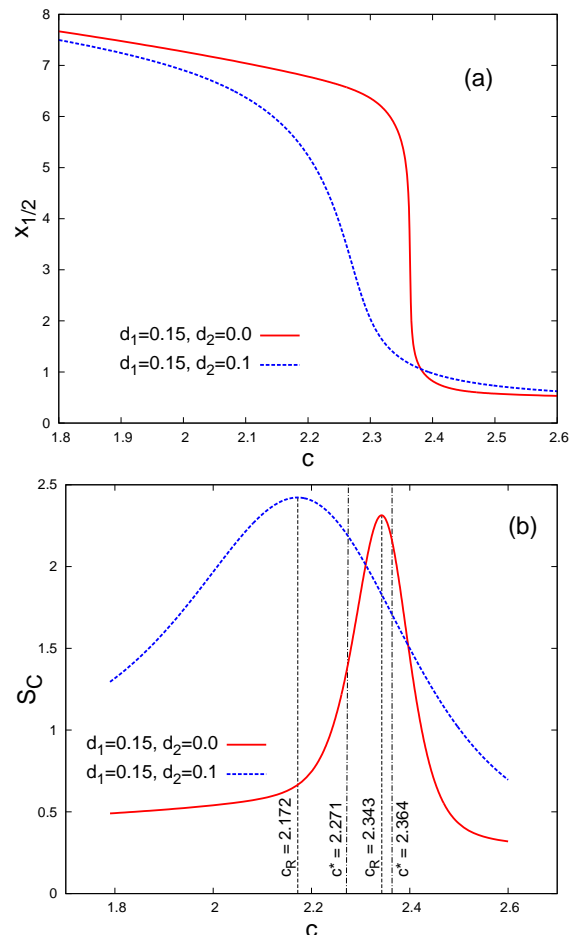 8
7
6
5
4
3
2
1
0
x1/2
(a)
d1=0.15, d2=0.0
d1=0.15, d2=0.1
1.8 1.9 2 2.1 2.2 2.3 2.4 2.5 2.6
c
2.5
2
1.5
1
0.5
0
SC
(b)
d1=0.15, d2=0.0
d1=0.15, d2=0.1
cR = 2.172
c* = 2.271
cR = 2.343
c* = 2.364
1.8 2 2.2 2.4 2.6
c